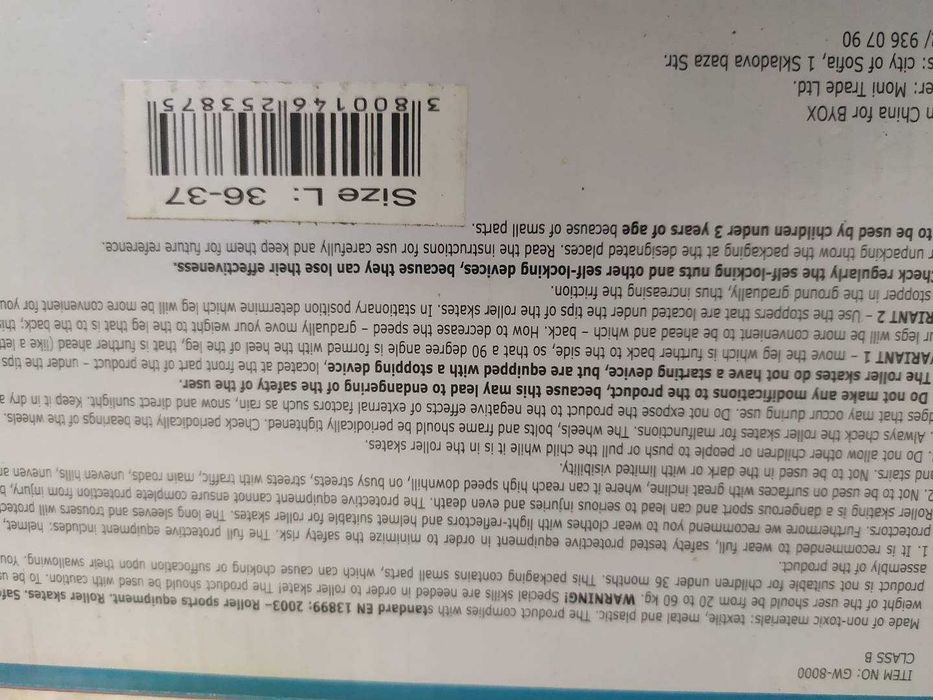 ITEM NO: GW-8000
CLASS B
Made of non-toxic materials: textile, metal and plastic. The product complies with standard EN 13899: 2003– Roller sports equipment. Roller skates. Safe
weight of the user should be from 20 to 60 kg. WARNING! Special skills are needed in order to roller skate! The product should be used with caution. To be us
product is not suitable for children under 36 months. This packaging contains small parts, which can cause choking or suffocation upon their swallowing. You
assembly of the product.
1. It is recommended to wear full, safety tested protective equipment in order to minimize the safety risk. The full protective equipment includes: helmet,
protectors. Furthermore we recommend you to wear clothes with light-reflectors and helmet suitable for roller skates. The long sleeves and trousers will protect
Roller skating is a dangerous sport and can lead to serious injuries and even death. The protective equipment cannot ensure complete protection from injury, b
2. Not to be used on surfaces with great incline, where it can reach high speed downhill, on busy streets, streets with traffic, main roads, uneven hills, uneven an
and stairs. Not to be used in the dark or with limited visibility.
. Do not allow other children or people to push or pull the child while it is in the roller skates.
. Always check the roller skates for malfunctions. The wheels, bolts and frame should be periodically tightened. Check periodically the bearings of the wheels.
ges that may occur during use. Do not expose the product to the negative effects of external factors such as rain, snow and direct sunlight. Keep it in dry a
Do not make any modifications to the product, because this may lead to endangering of the safety of the user.
The roller skates do not have a starting device, but are equipped with a stopping device, located at the front part of the product – under the tips
VARIANT 1 – move the leg which is further back to the side, so that a 90 degree angle is formed with the heel of the leg, that is further ahead (like a lett
ur legs will be more convenient to be ahead and which – back. How to decrease the speed – gradually move your weight to the leg that is to the back; this
ARIANT 2 – Use the stoppers that are located under the tips of the roller skates. In stationary position determine which leg will be more convenient for you
stopper in the ground gradually, thus increasing the friction.
Check regularly the self-locking nuts and other self-locking devices, because they can lose their effectiveness.
r unpacking throw the packaging at the designated places. Read the instructions for use carefully and keep them for future reference.
to be used by children under 3 years of age because of small parts.
Size L: 36-37
3 800146 253875
n China for BYOX
er: Moni Trade Ltd.
s: city of Sofia, 1 Skladova baza Str.
/ 936 07 90